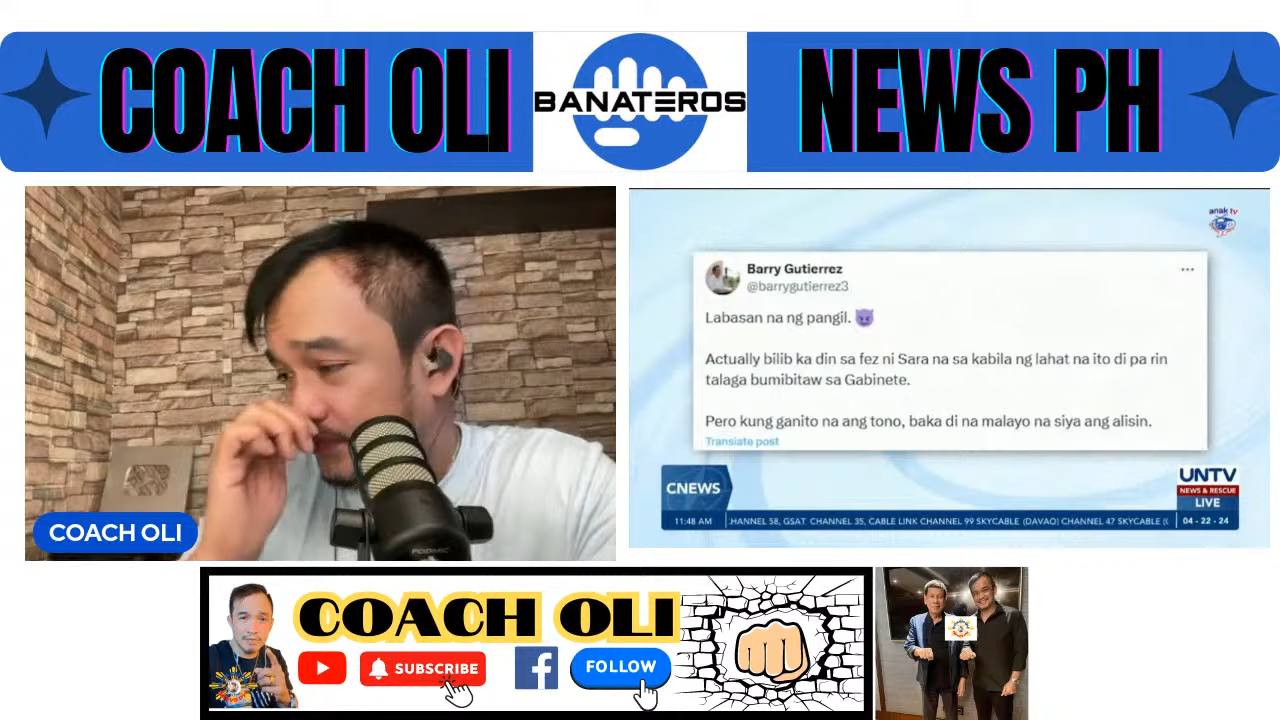 COACH OLI
BANATEROS
NEWS PH
anak tv
Barry Gutierrez
@barrygutierrez3
Labasan na ng pangil. 😈
Actually bilib ka din sa fez ni Sara na sa kabila ng lahat na ito di pa rin
talaga bumibitaw sa Gabinete.
Pero kung ganito na ang tono, baka di na malayo na siya ang alisin.
Translate post
CNEWS
UNTV
NEWS & RESCUE
LIVE
11:48 AM
HANNEL 58, GSAT CHANNEL 35, CABLE LINK CHANNEL 99 SKYCABLE (DAVAO) CHANNEL 47 SKYCABLE (
04 - 22 - 24
COACH OLI
PODMIC
COACH OLI
SUBSCRIBE
FOLLOW